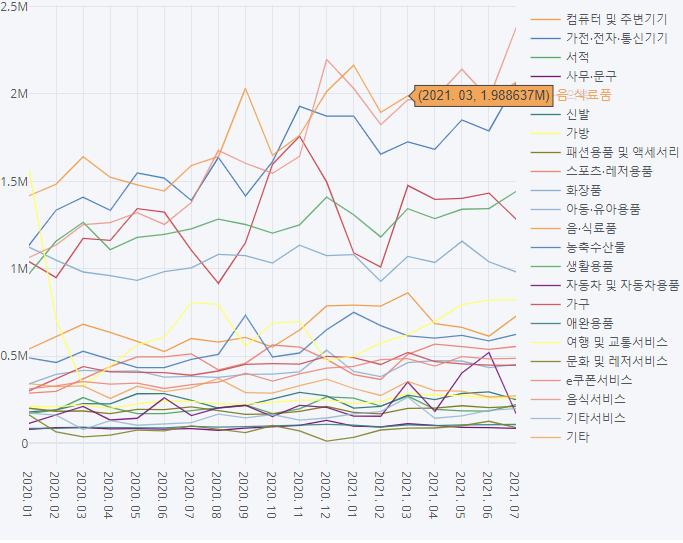 2.5M
2M
1.5M
1M
0.5M
0
2020. 01
2020. 02
2020. 03
2020. 04
2020. 05
2020. 06
2020. 07
2020. 08
2020. 09
2020. 10
2020. 11
2020. 12
2021. 01
2021. 02
2021. 03
2021. 04
2021. 05
2021. 06
2021. 07
(2021. 03, 1.988637M) 음·식료품
컴퓨터 및 주변기기
가전·전자·통신기기
서적
사무·문구
신발
가방
패션용품 및 액세서리
스포츠·레저용품
화장품
아동·유아용품
음·식료품
농축수산물
생활용품
자동차 및 자동차용품
가구
애완용품
여행 및 교통서비스
문화 및 레저서비스
e쿠폰서비스
음식서비스
기타서비스
기타